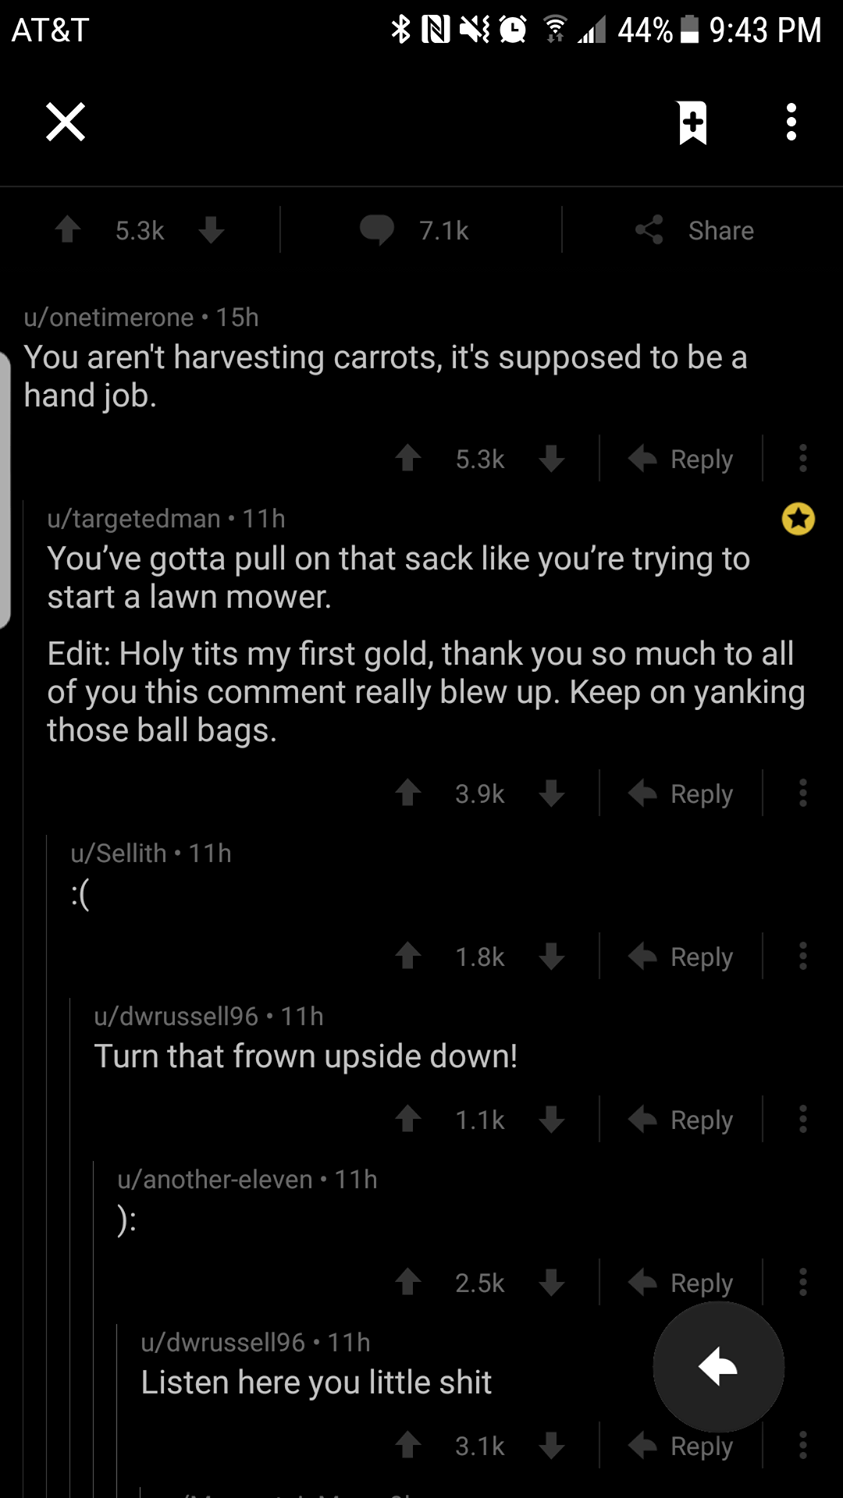 AT&T 44% 9:43 PM
5.3k 7.1k Share
u/onetimerone • 15h
You aren't harvesting carrots, it's supposed to be a
hand job.
5.3k Reply
u/targetedman • 11h
You’ve gotta pull on that sack like you’re trying to
start a lawn mower.
Edit: Holy tits my first gold, thank you so much to all
of you this comment really blew up. Keep on yanking
those ball bags.
3.9k Reply
u/Sellith • 11h
:(
1.8k Reply
u/dwrussell96 • 11h
Turn that frown upside down!
1.1k Reply
u/another-eleven • 11h
):
2.5k Reply
u/dwrussell96 • 11h
Listen here you little shit
3.1k Reply